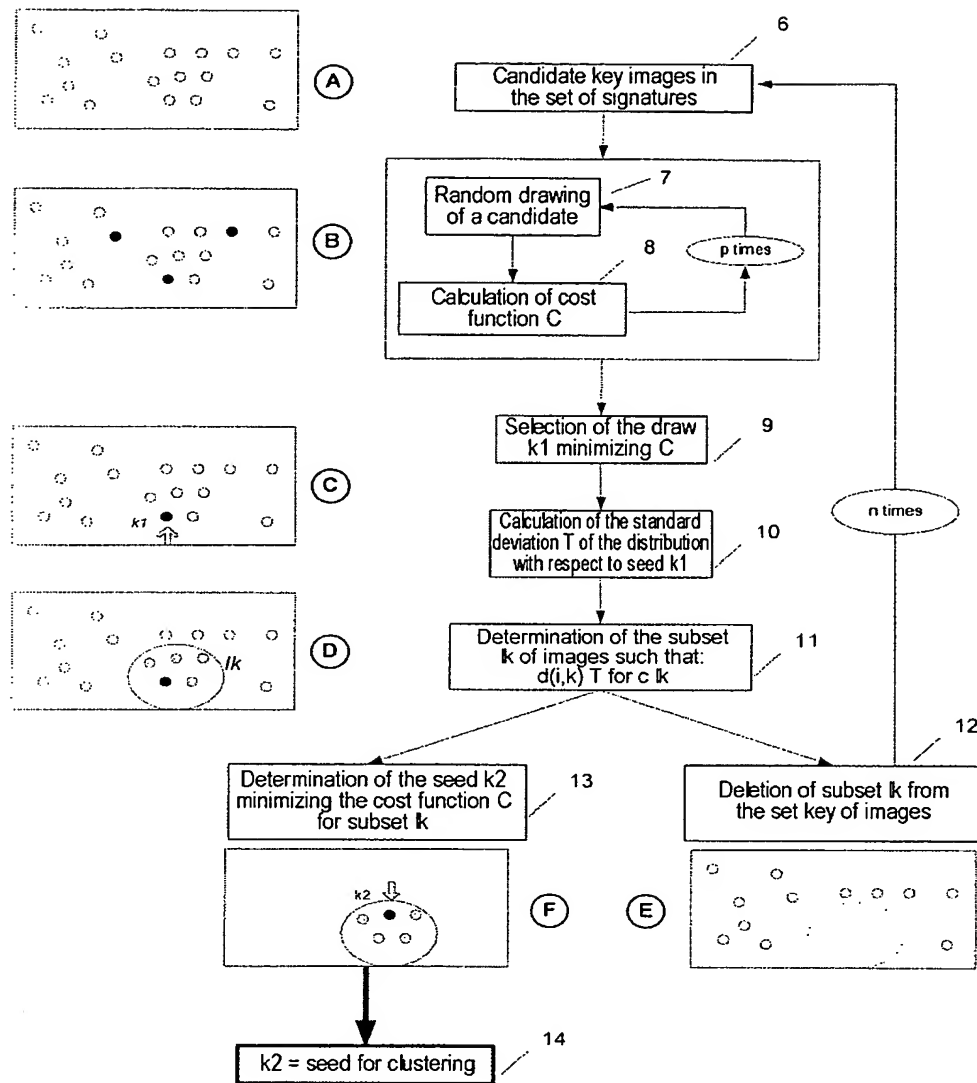 6
Candidate key images in
the set of signatures
A
7
Random drawing
of a candidate
B
p times
8
Calculation of cost
function C
Selection of the draw
k1 minimizing C
9
C
k1
n times
Calculation of the standard
deviation T of the distribution
with respect to seed k1
10
D
Ik
Determination of the subset
Ik of images such that:
d(i,k) T for c Ik
11
12
Determination of the seed k2
minimizing the cost function C
for subset Ik
13
Deletion of subset Ik from
the set key of images
k2
F
E
k2 = seed for clustering
14